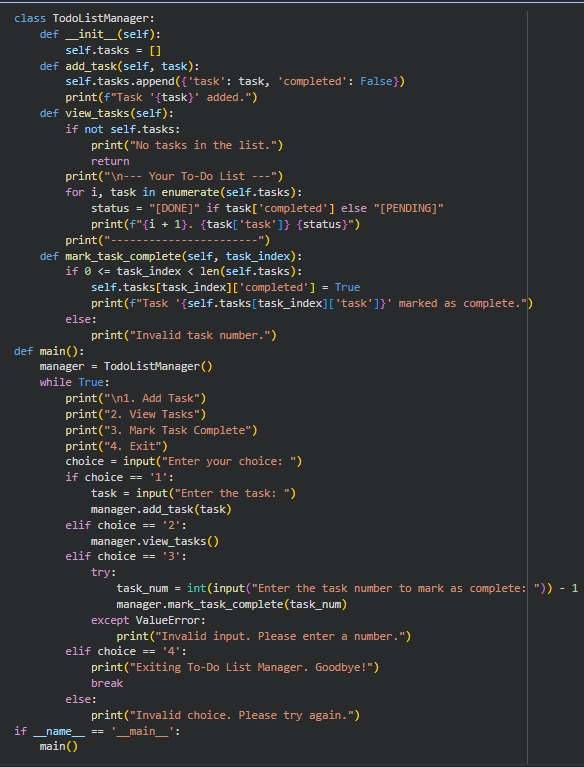 class TodoListManager:
    def __init__(self):
        self.tasks = []
    def add_task(self, task):
        self.tasks.append({'task': task, 'completed': False})
        print(f"Task '{task}' added.")
    def view_tasks(self):
        if not self.tasks:
            print("No tasks in the list.")
            return
        print("\n--- Your To-Do List ---")
        for i, task in enumerate(self.tasks):
            status = "[DONE]" if task['completed'] else "[PENDING]"
            print(f"{i + 1}. {task['task']} {status}")
        print("-----------------------")
    def mark_task_complete(self, task_index):
        if 0 <= task_index < len(self.tasks):
            self.tasks[task_index]['completed'] = True
            print(f"Task '{self.tasks[task_index]['task']}' marked as complete.")
        else:
            print("Invalid task number.")
def main():
    manager = TodoListManager()
    while True:
        print("\n1. Add Task")
        print("2. View Tasks")
        print("3. Mark Task Complete")
        print("4. Exit")
        choice = input("Enter your choice: ")
        if choice == '1':
            task = input("Enter the task: ")
            manager.add_task(task)
        elif choice == '2':
            manager.view_tasks()
        elif choice == '3':
            try:
                task_num = int(input("Enter the task number to mark as complete: ")) - 1
                manager.mark_task_complete(task_num)
            except ValueError:
                print("Invalid input. Please enter a number.")
        elif choice == '4':
            print("Exiting To-Do List Manager. Goodbye!")
            break
        else:
            print("Invalid choice. Please try again.")
if __name__ == '__main__':
    main()